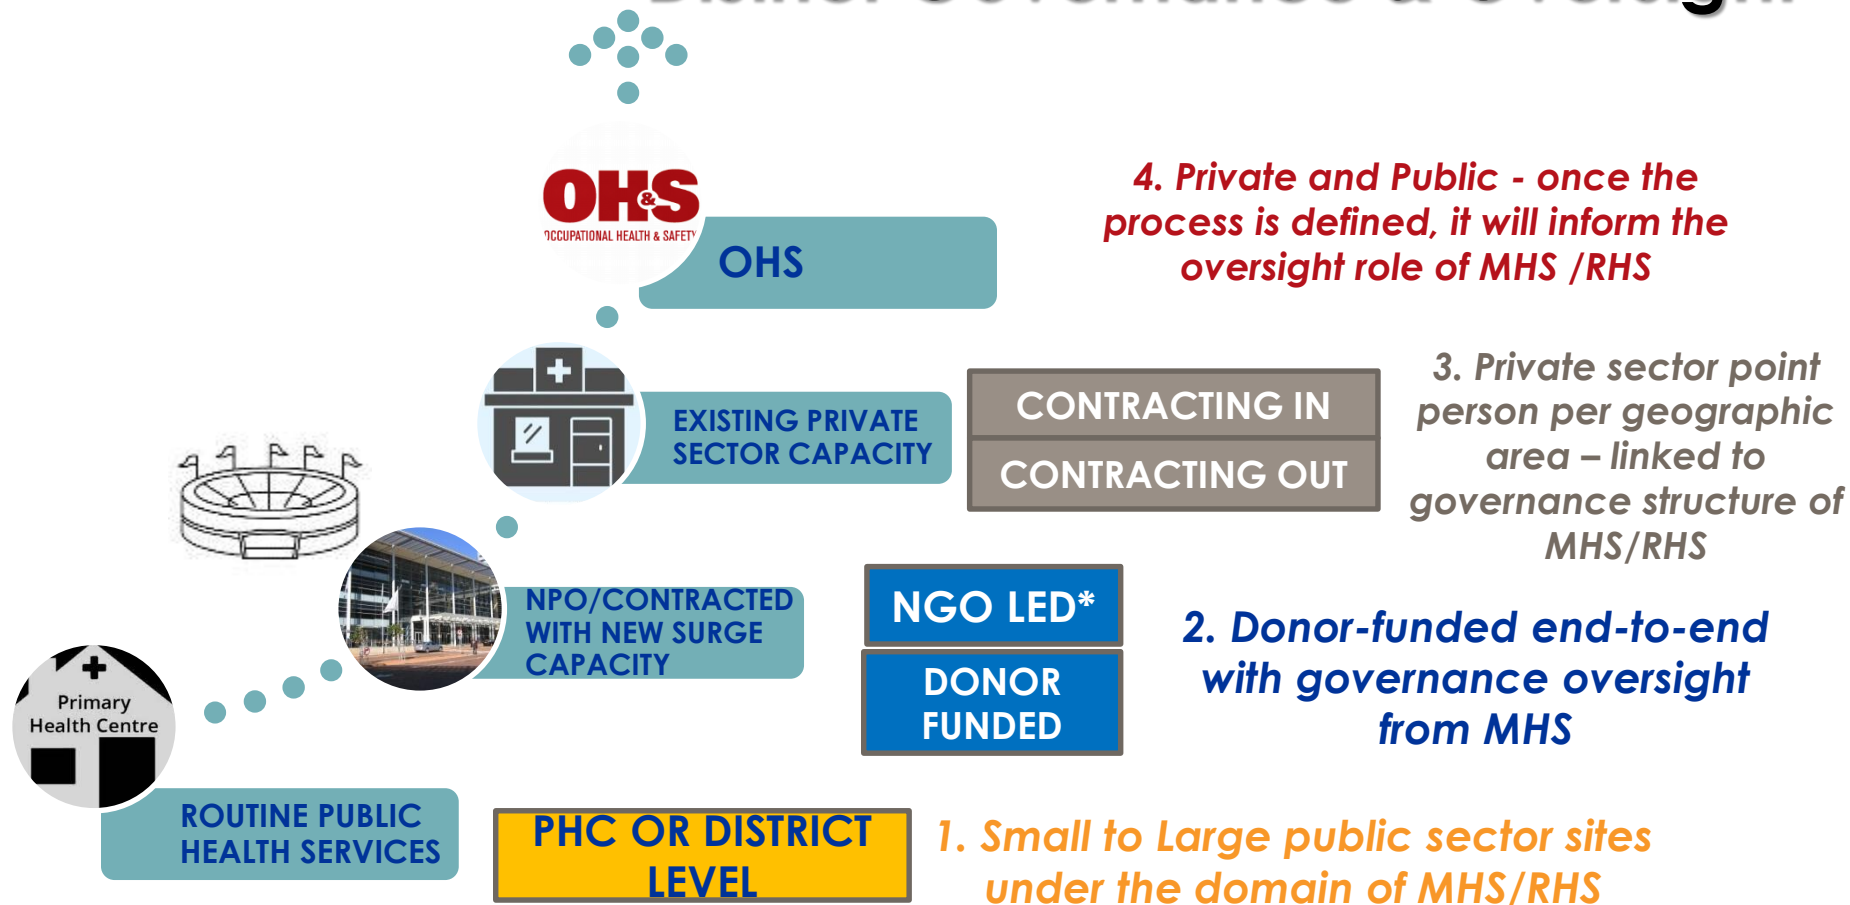 District Governance & Oversight
OH&S
OCCUPATIONAL HEALTH & SAFETY
OHS
4. Private and Public - once the
process is defined, it will inform the
oversight role of MHS /RHS
EXISTING PRIVATE
SECTOR CAPACITY
CONTRACTING IN
CONTRACTING OUT
3. Private sector point
person per geographic
area – linked to
governance structure of
MHS/RHS
NPO/CONTRACTED
WITH NEW SURGE
CAPACITY
NGO LED*
DONOR
FUNDED
2. Donor-funded end-to-end
with governance oversight
from MHS
Primary
Health Centre
ROUTINE PUBLIC
HEALTH SERVICES
PHC OR DISTRICT
LEVEL
1. Small to Large public sector sites
under the domain of MHS/RHS